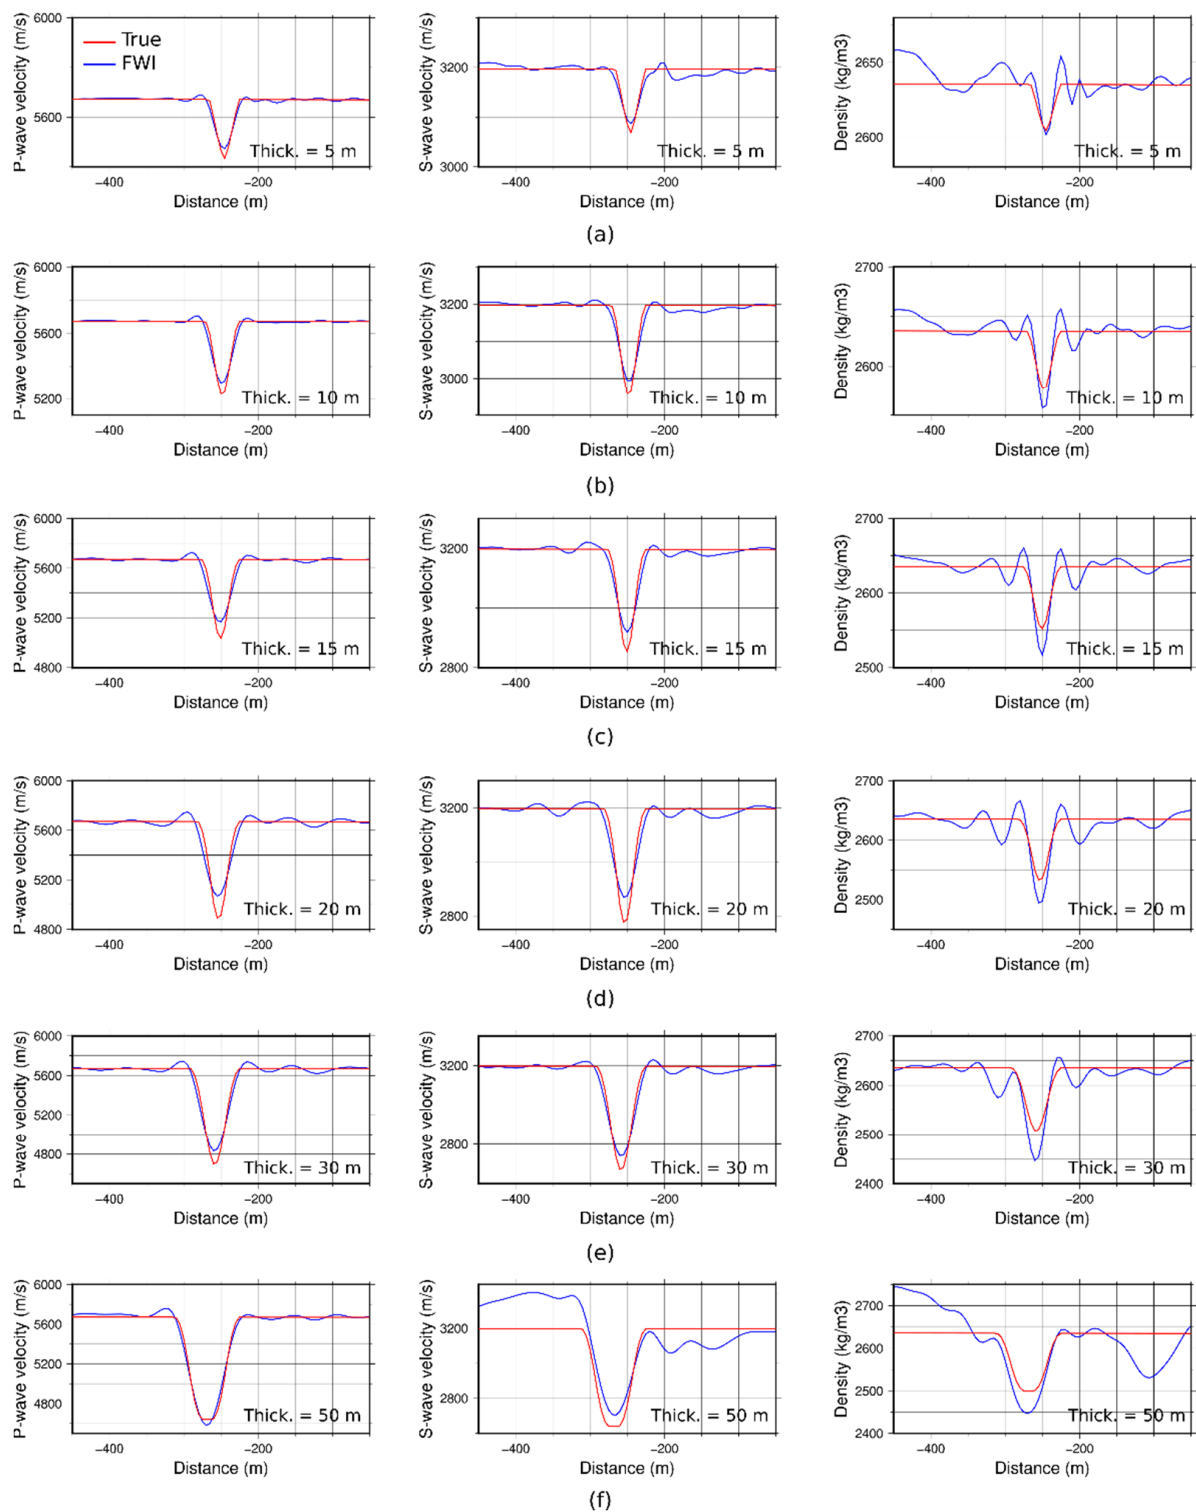 P-wave velocity (m/s)
6000
5600
True
FWI
Thick. = 5 m
−400
−200
Distance (m)
S-wave velocity (m/s)
3200
3000
Thick. = 5 m
−400
−200
Distance (m)
Density (kg/m3)
2650
2600
Thick. = 5 m
−400
−200
Distance (m)
(a)
P-wave velocity (m/s)
6000
5600
5200
Thick. = 10 m
−400
−200
Distance (m)
S-wave velocity (m/s)
3200
3000
Thick. = 10 m
−400
−200
Distance (m)
Density (kg/m3)
2700
2600
Thick. = 10 m
−400
−200
Distance (m)
(b)
P-wave velocity (m/s)
6000
5600
5200
4800
Thick. = 15 m
−400
−200
Distance (m)
S-wave velocity (m/s)
3200
2800
Thick. = 15 m
−400
−200
Distance (m)
Density (kg/m3)
2700
2600
2500
Thick. = 15 m
−400
−200
Distance (m)
(c)
P-wave velocity (m/s)
6000
5600
5200
4800
Thick. = 20 m
−400
−200
Distance (m)
S-wave velocity (m/s)
3200
2800
Thick. = 20 m
−400
−200
Distance (m)
Density (kg/m3)
2700
2600
2500
Thick. = 20 m
−400
−200
Distance (m)
(d)
P-wave velocity (m/s)
6000
5600
5200
4800
Thick. = 30 m
−400
−200
Distance (m)
S-wave velocity (m/s)
3200
2800
Thick. = 30 m
−400
−200
Distance (m)
Density (kg/m3)
2700
2600
2500
2400
Thick. = 30 m
−400
−200
Distance (m)
(e)
P-wave velocity (m/s)
6000
5600
5200
4800
Thick. = 50 m
−400
−200
Distance (m)
S-wave velocity (m/s)
3200
2800
Thick. = 50 m
−400
−200
Distance (m)
Density (kg/m3)
2700
2600
2500
2400
Thick. = 50 m
−400
−200
Distance (m)
(f)